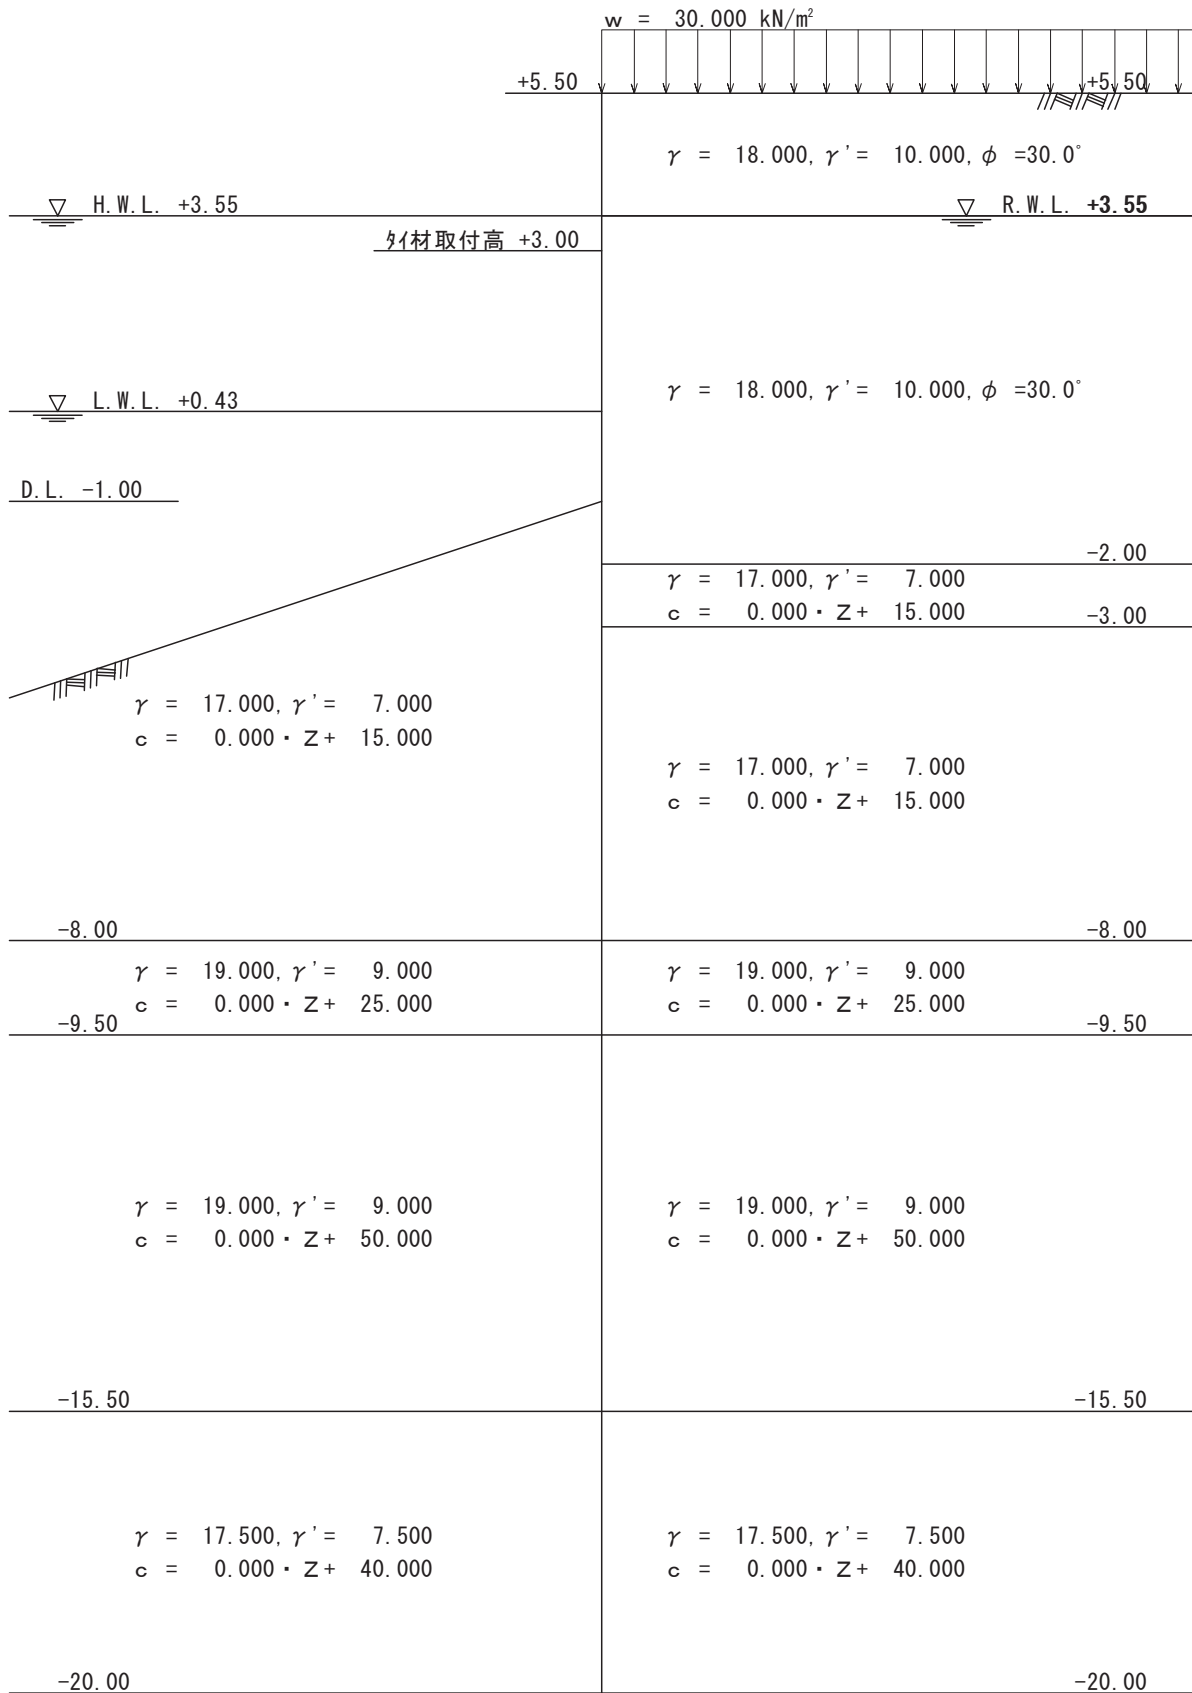 w = 30.000 kN/m²
+5.50 +5.50
γ = 18.000, γ'= 10.000, φ =30.0°
H.W.L. +3.55 R.W.L. +3.55
ﾀｲ材取付高 +3.00
γ = 18.000, γ'= 10.000, φ =30.0°
L.W.L. +0.43
D.L. -1.00
-2.00
γ = 17.000, γ'= 7.000
c = 0.000・Z+ 15.000 -3.00
γ = 17.000, γ'= 7.000
c = 0.000・Z+ 15.000
γ = 17.000, γ'= 7.000
c = 0.000・Z+ 15.000
-8.00 -8.00
γ = 19.000, γ'= 9.000 γ = 19.000, γ'= 9.000
c = 0.000・Z+ 25.000 c = 0.000・Z+ 25.000
-9.50 -9.50
γ = 19.000, γ'= 9.000 γ = 19.000, γ'= 9.000
c = 0.000・Z+ 50.000 c = 0.000・Z+ 50.000
-15.50 -15.50
γ = 17.500, γ'= 7.500 γ = 17.500, γ'= 7.500
c = 0.000・Z+ 40.000 c = 0.000・Z+ 40.000
-20.00 -20.00